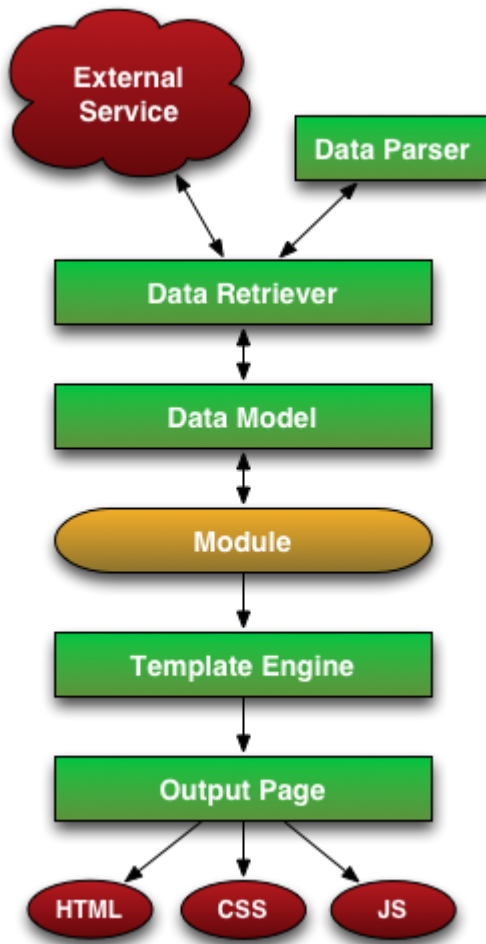 External
Service
Data Parser
Data Retriever
Data Model
Module
Template Engine
Output Page
HTML
CSS
JS